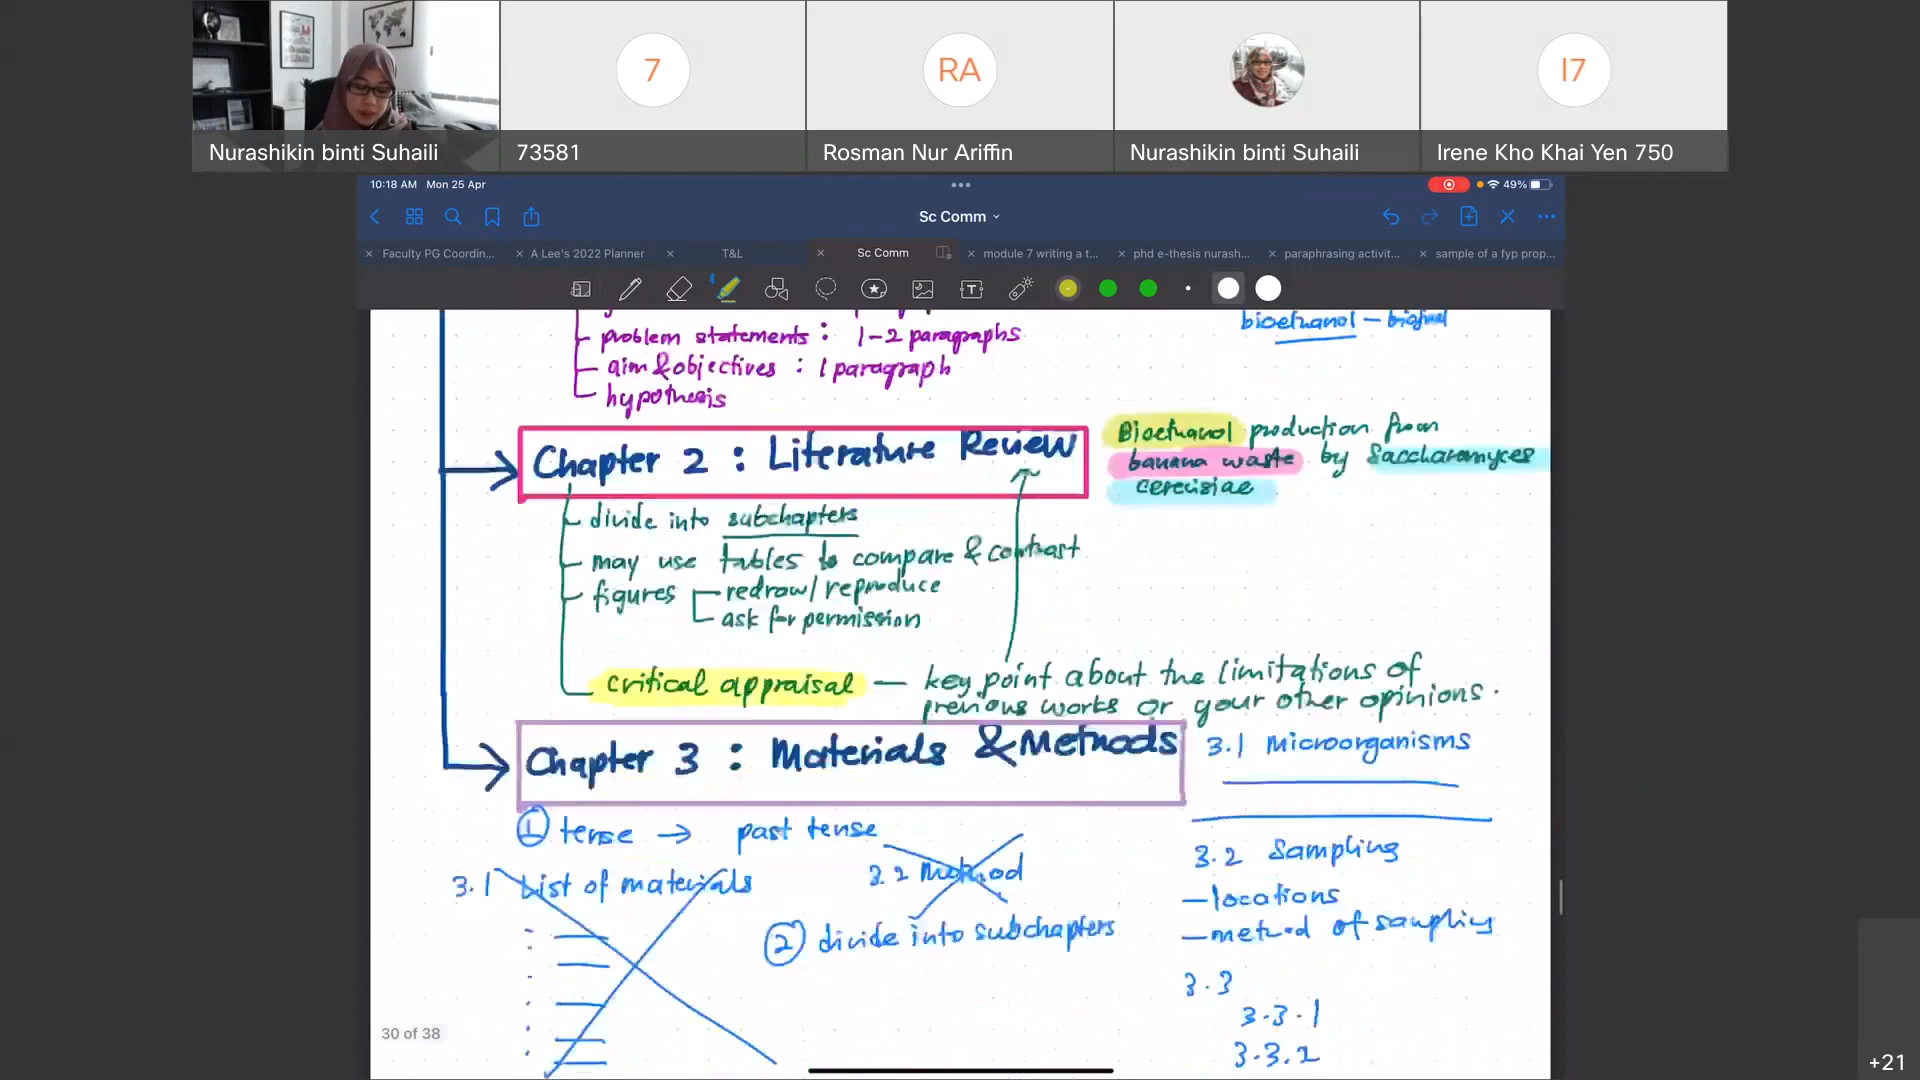 7
RA
I7
Nurashikin binti Suhaili
73581
Rosman Nur Ariffin
Nurashikin binti Suhaili
Irene Kho Khai Yen 750
10:18 AM Mon 25 Apr
49%
Sc Comm
Faculty PG Coordin...
A Lee's 2022 Planner
T&L
Sc Comm
module 7 writing a t...
phd e-thesis nurash...
paraphrasing activit...
sample of a fyp prop...
bioethanol – biofuel
problem statements : 1-2 paragraphs
aim & objectives : 1 paragraph
hypothesis
Chapter 2 : Literature Review
Bioethanol production from
banana waste by Saccharomyces
cerevisiae
divide into subchapters
may use tables to compare & contrast
figures
redraw/reproduce
ask for permission
critical appraisal — key point about the limitations of
previous works or your other opinions.
Chapter 3 : Materials & Methods
3.1 Microorganisms
① tense → past tense
3.2 Sampling
3.1 List of materials
3.2 Method
– locations
② divide into subchapters
– method of sampling
3.3
3.3.1
3.3.2
30 of 38
+21